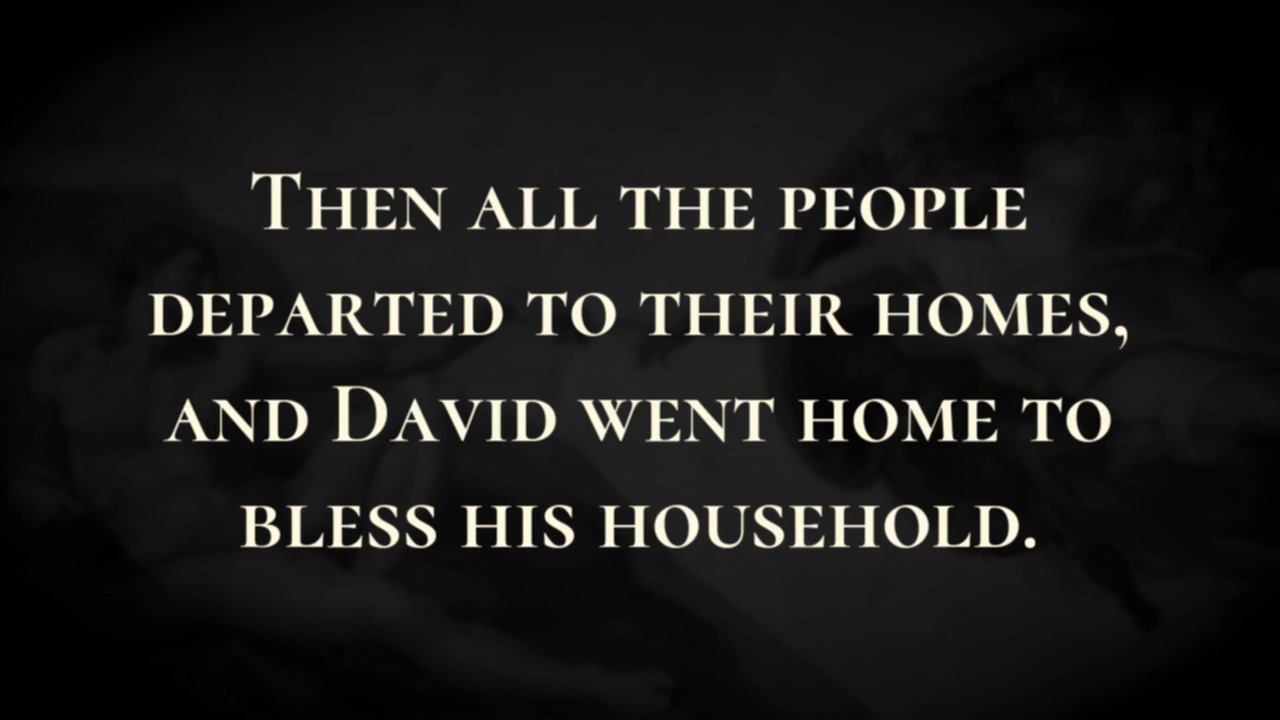 Then all the people
departed to their homes,
and David went home to
bless his household.